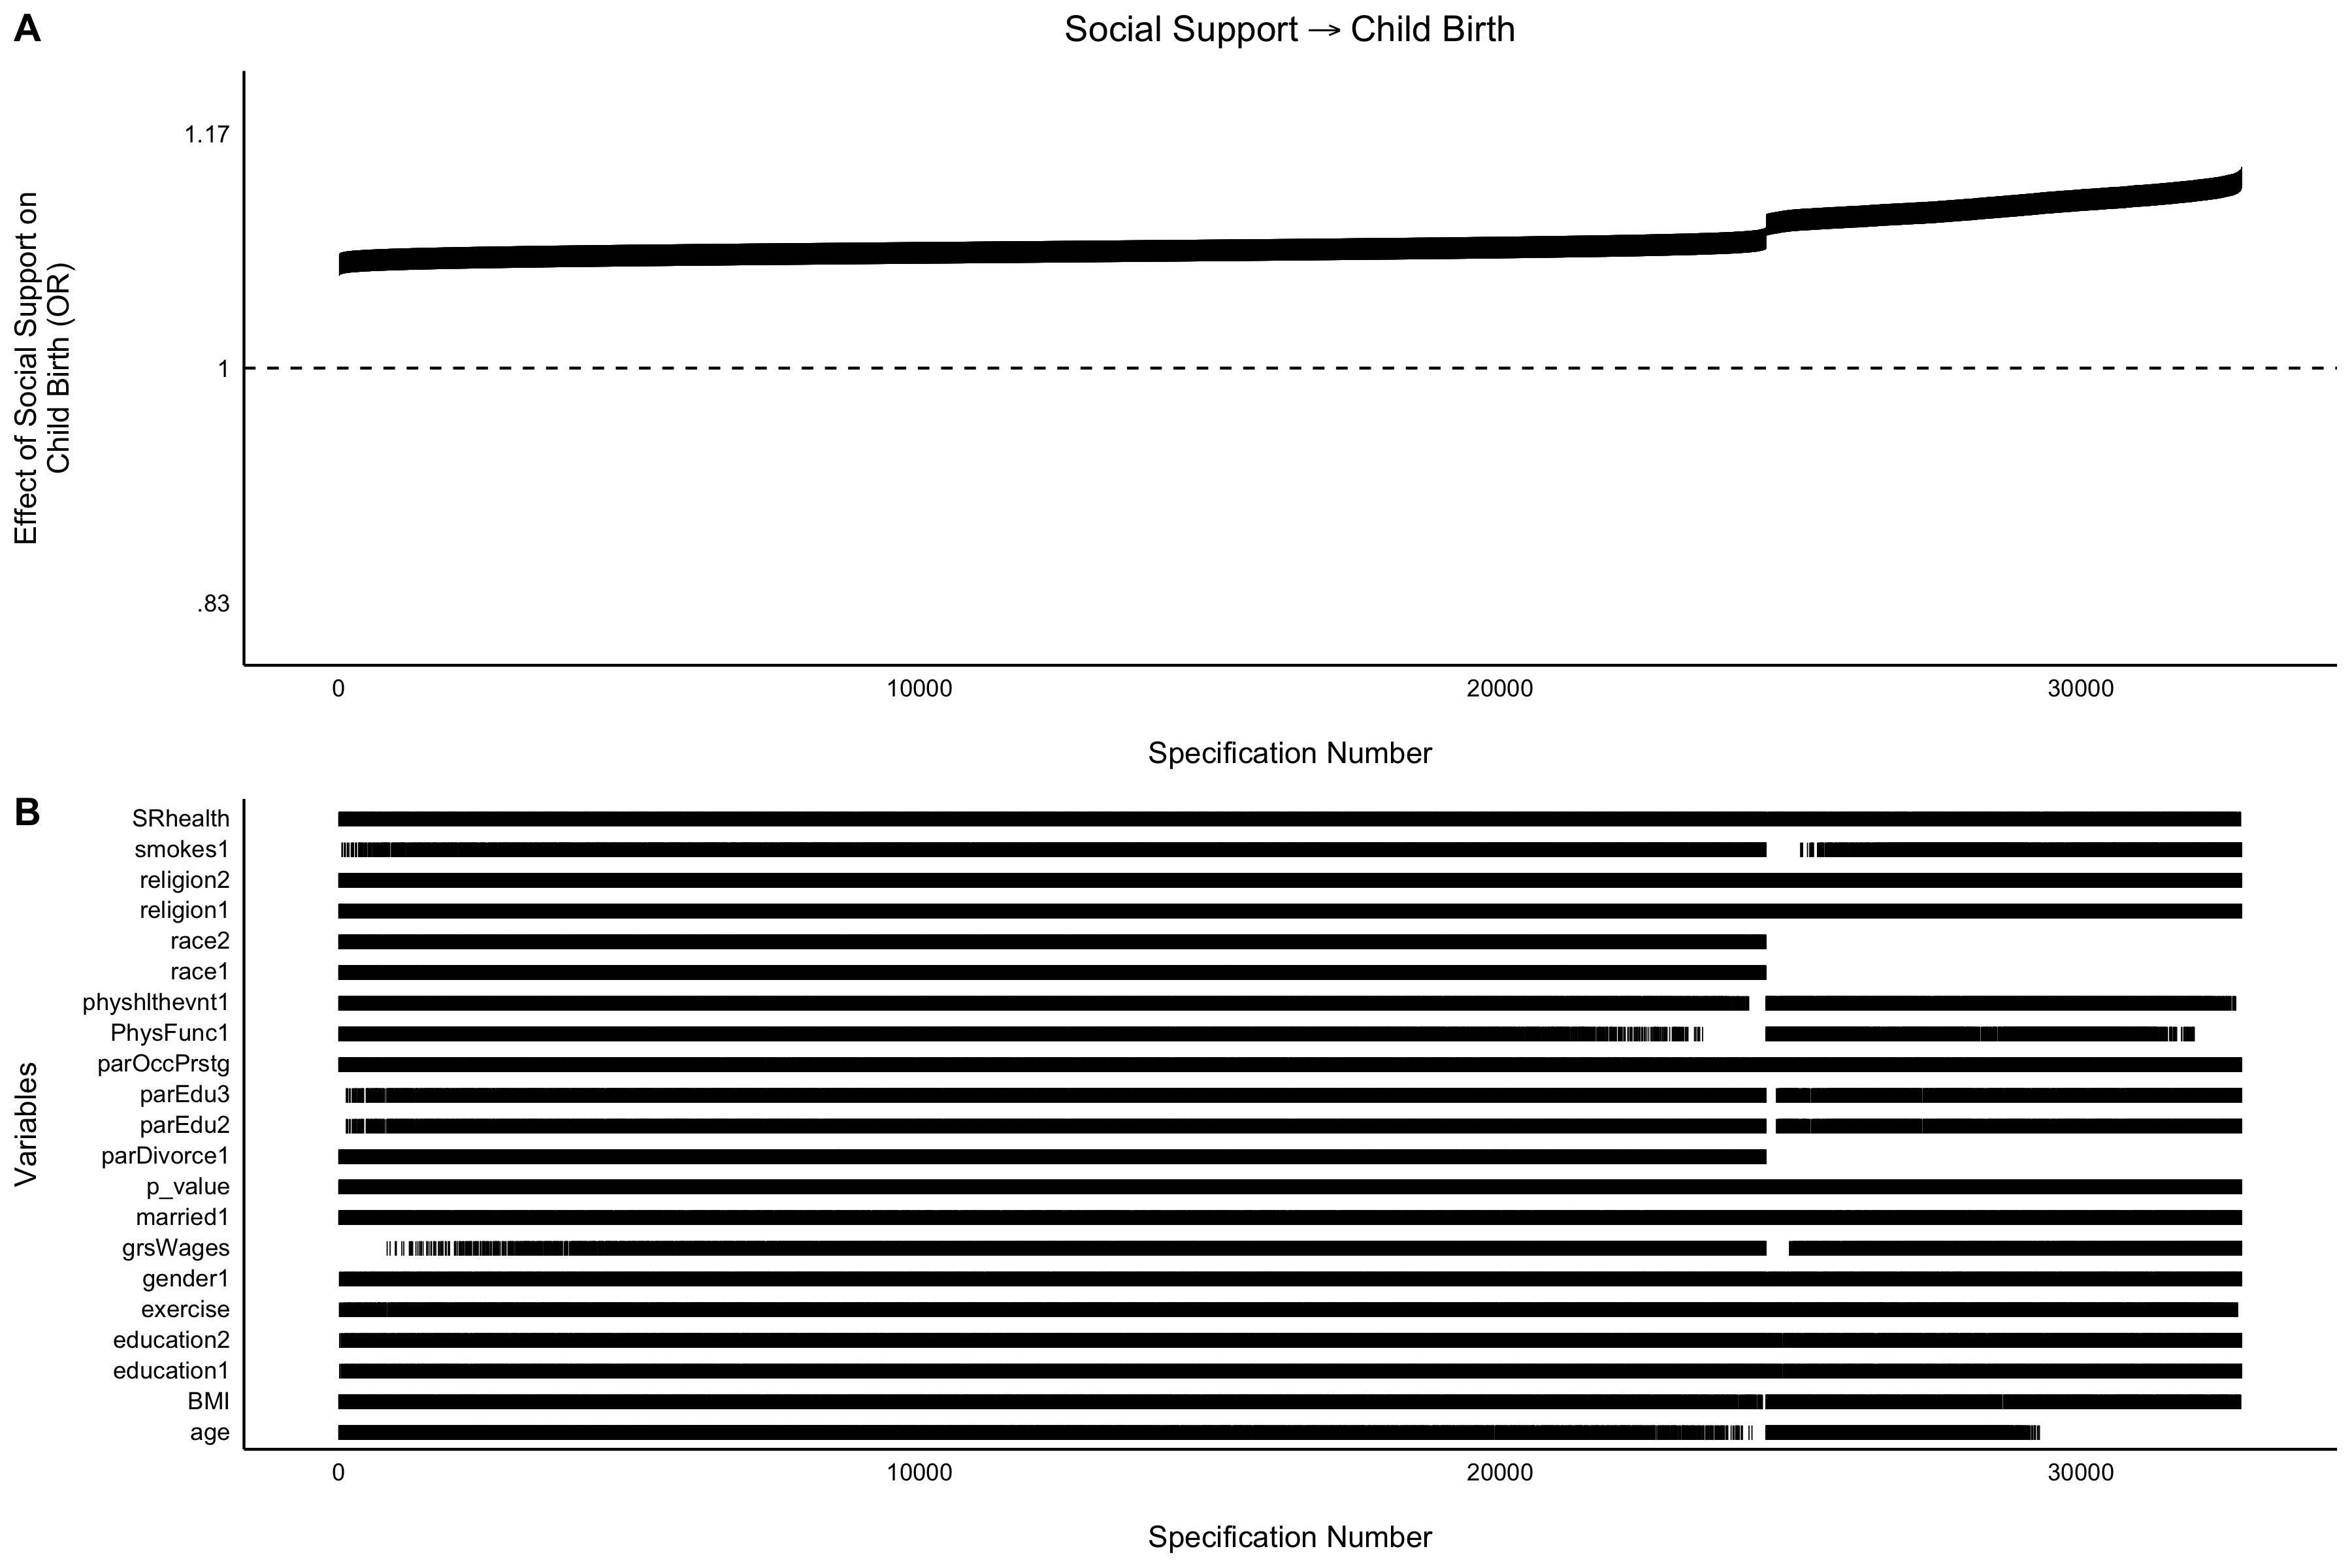 A
Social Support → Child Birth
Effect of Social Support on
Child Birth (OR)
1.17
1
.83
0 10000 20000 30000
Specification Number
B
Variables
SRhealth
smokes1
religion2
religion1
race2
race1
physhlthevnt1
PhysFunc1
parOccPrstg
parEdu3
parEdu2
parDivorce1
p_value
married1
grsWages
gender1
exercise
education2
education1
BMI
age
0 10000 20000 30000
Specification Number